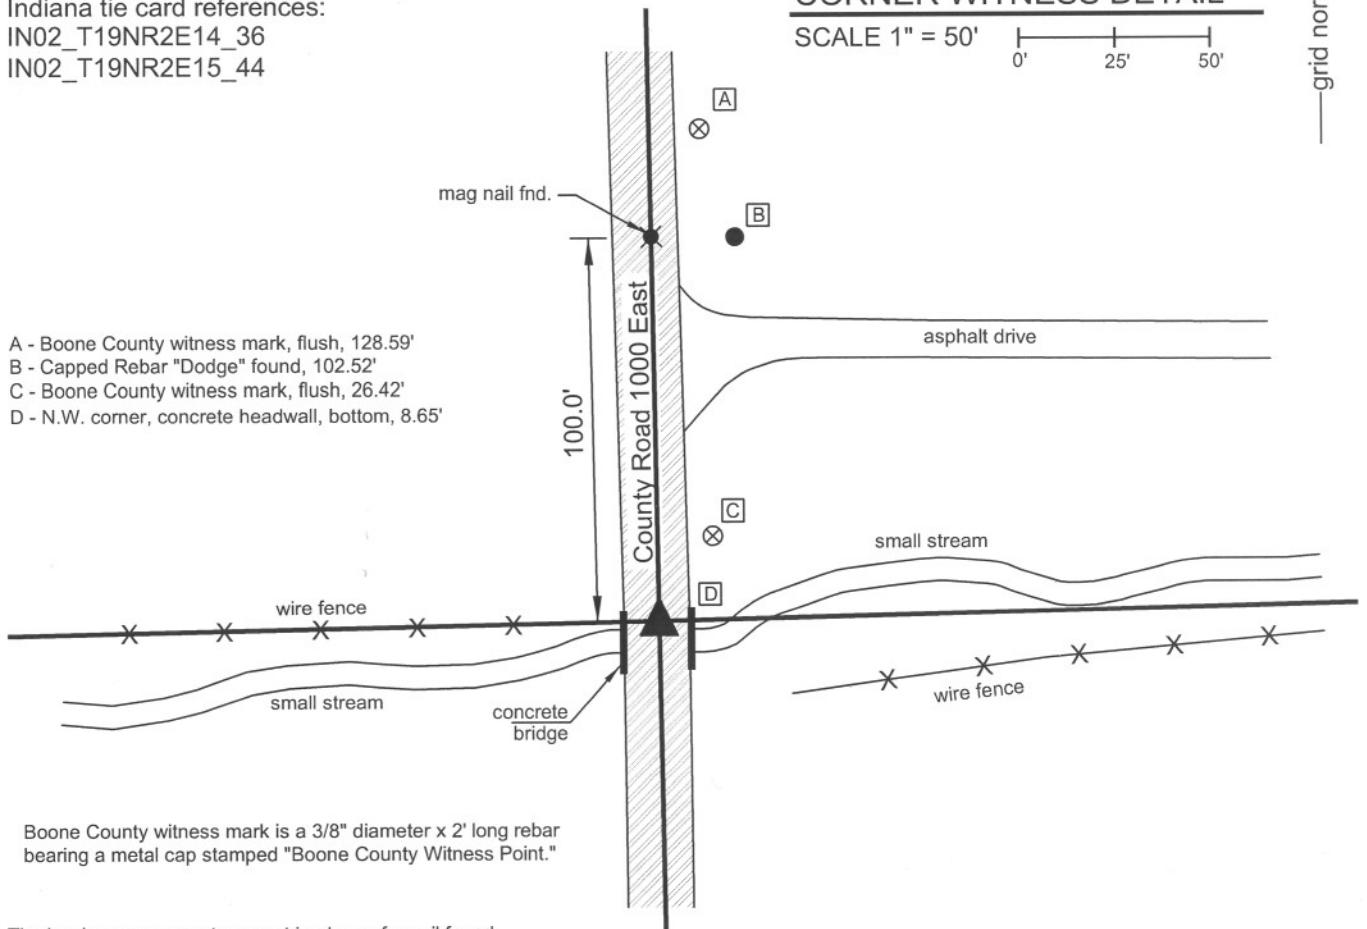 Indiana tie card references:
IN02_T19NR2E14_36
IN02_T19NR2E15_44
CORNER WITNESS DETAIL
SCALE 1" = 50'
0' 25' 50'
grid
A
mag nail fnd.
B
County Road 1000 East
100.0'
asphalt drive
A - Boone County witness mark, flush, 128.59'
B - Capped Rebar "Dodge" found, 102.52'
C - Boone County witness mark, flush, 26.42'
D - N.W. corner, concrete headwall, bottom, 8.65'
C
small stream
D
wire fence
small stream
wire fence
concrete
bridge
Boone County witness mark is a 3/8" diameter x 2' long rebar
bearing a metal cap stamped "Boone County Witness Point."